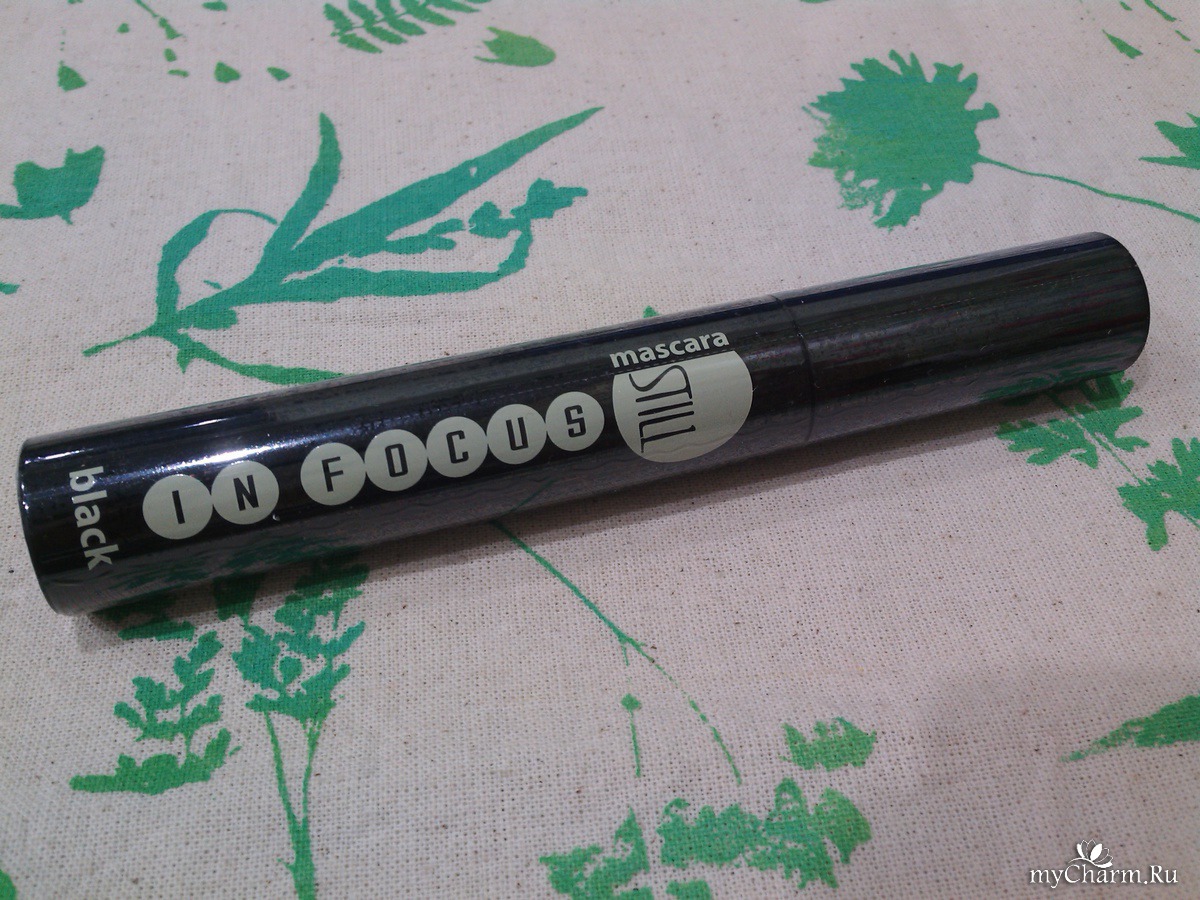 black
IN FOCUS
mascara
STILL
myCharm.Ru